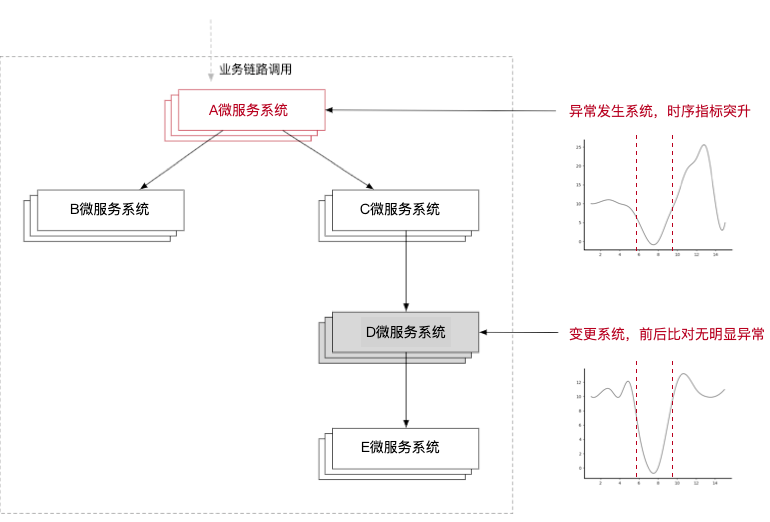 业务链路调用
A微服务系统
异常发生系统，时序指标突升
B微服务系统
C微服务系统
25
20
15
10
5
0
2 4 6 8 10 12 14
D微服务系统
变更系统，前后比对无明显异常
12
10
8
6
4
2
0
2 4 6 8 10 12 14
E微服务系统